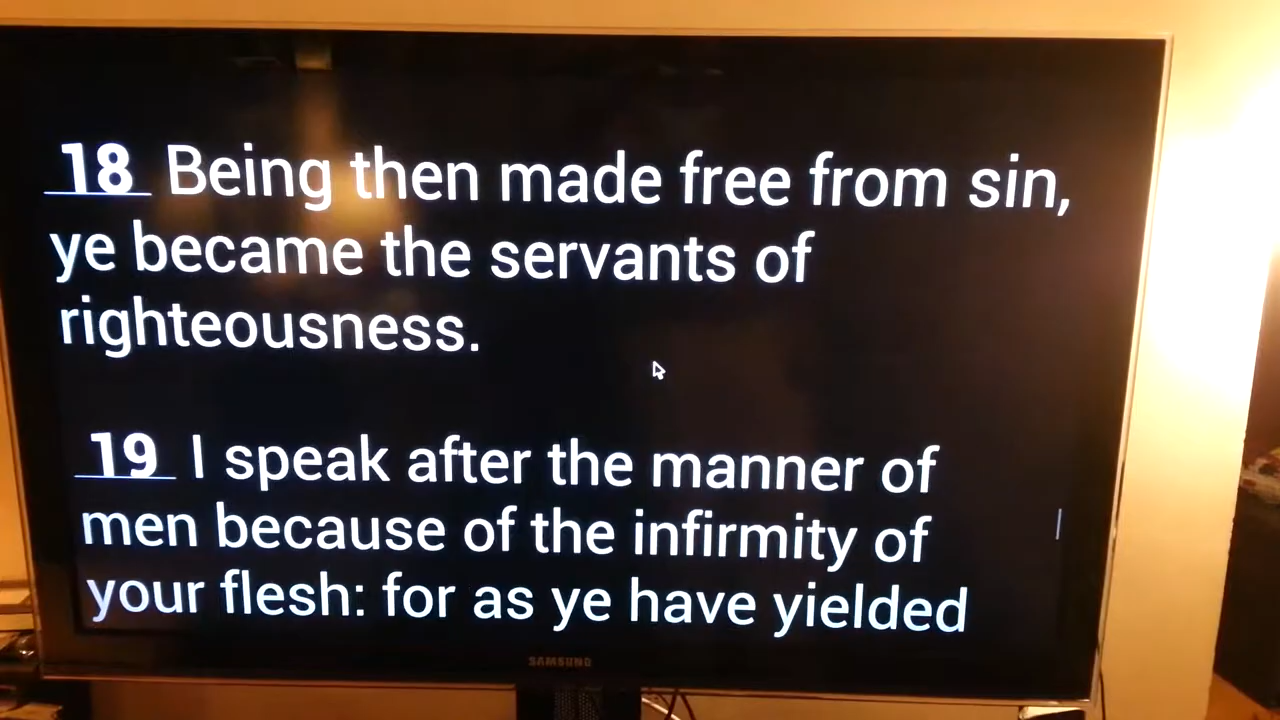 18 Being then made free from sin,
ye became the servants of
righteousness.
19 I speak after the manner of
men because of the infirmity of
your flesh: for as ye have yielded
SAMSUNG